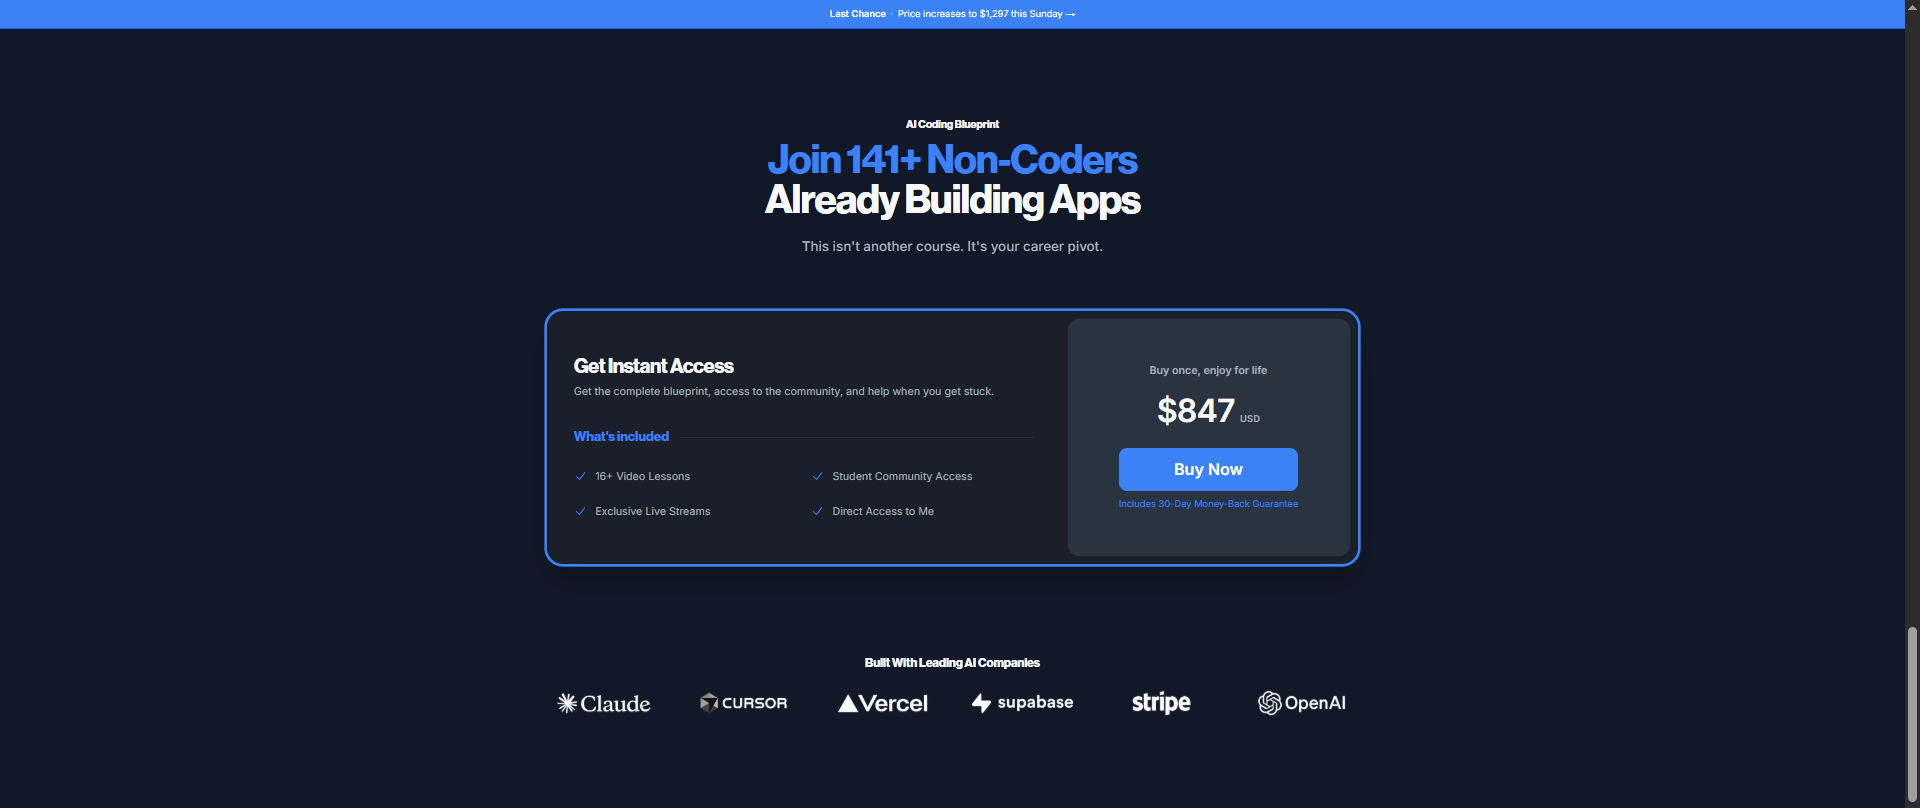 Last Chance · Price increases to $1,297 this Sunday →
AI Coding Blueprint
Join 141+ Non-Coders
Already Building Apps
This isn't another course. It's your career pivot.
Get Instant Access
Get the complete blueprint, access to the community, and help when you get stuck.
What's included
16+ Video Lessons
Student Community Access
Exclusive Live Streams
Direct Access to Me
Buy once, enjoy for life
$847 USD
Buy Now
Includes 30-Day Money-Back Guarantee
Built With Leading AI Companies
Claude
CURSOR
Vercel
supabase
stripe
OpenAI